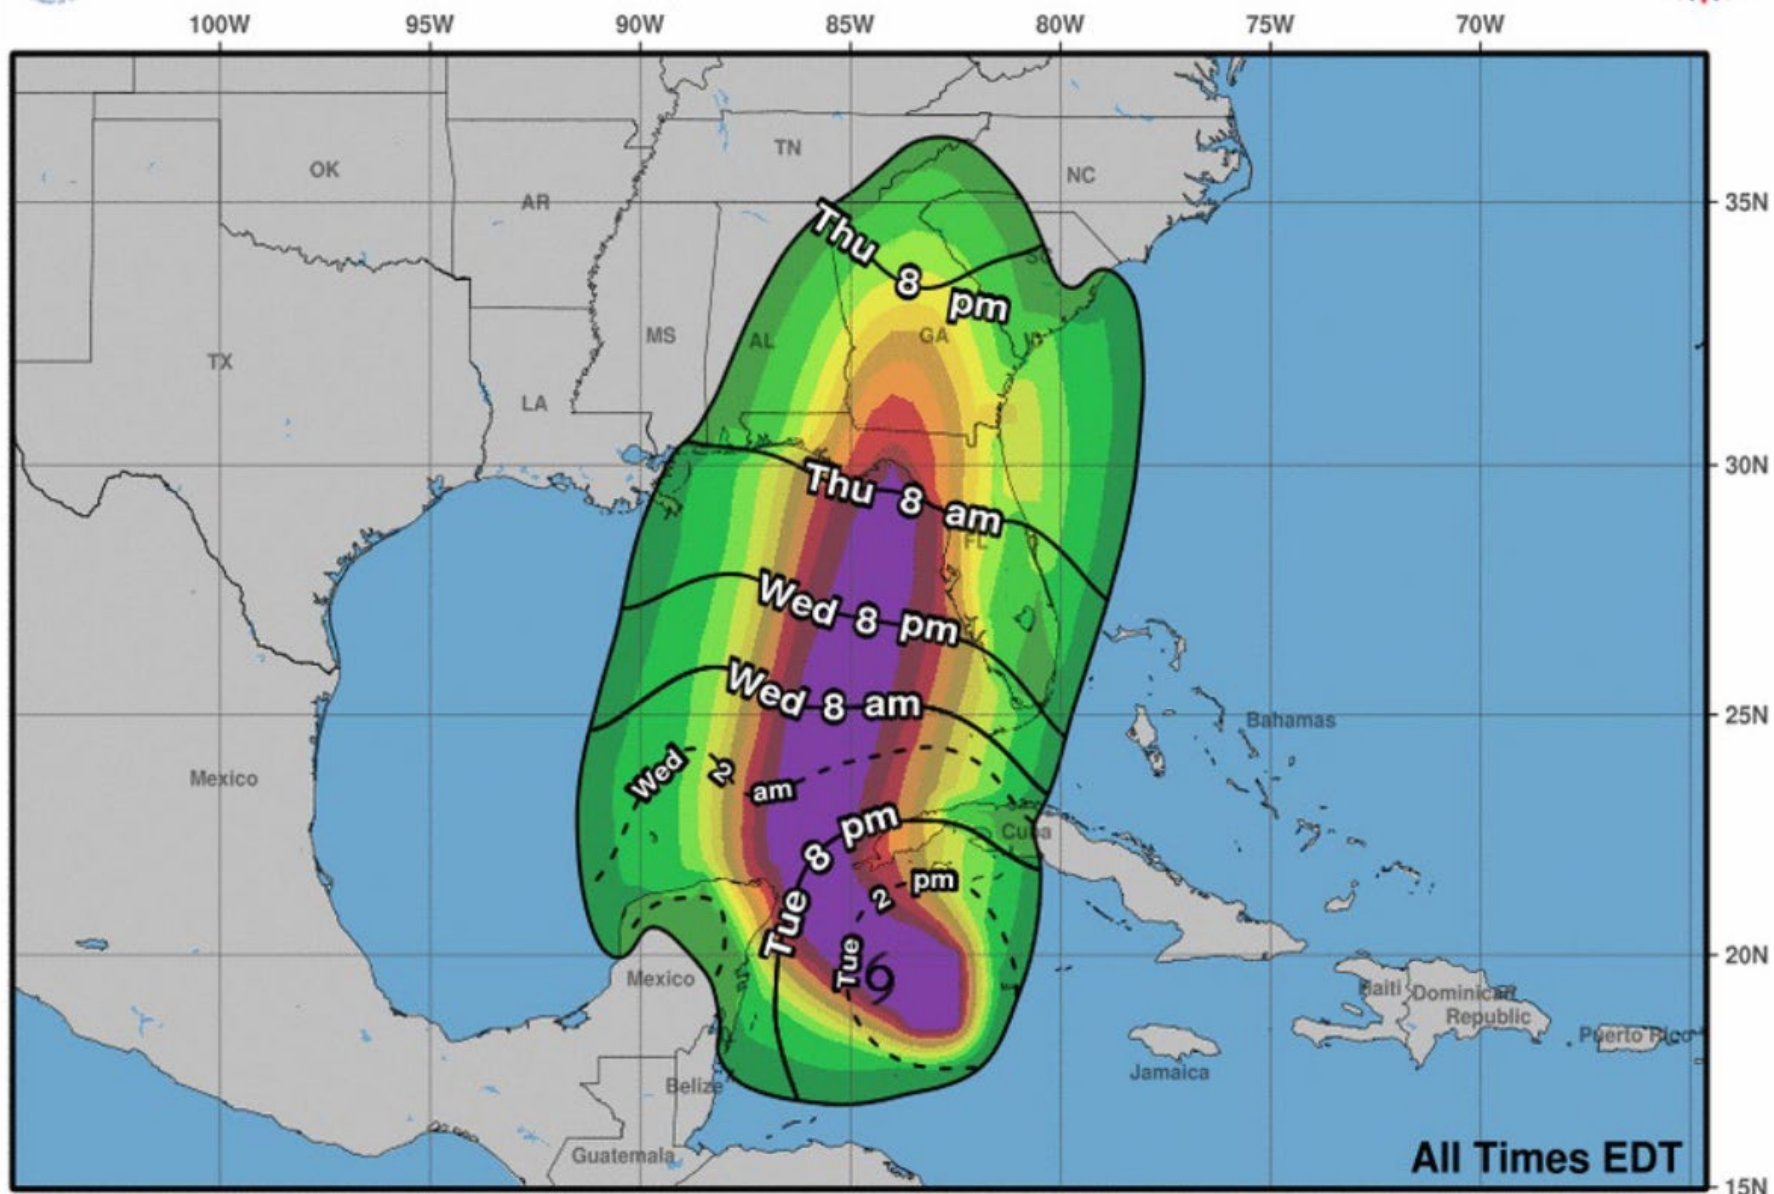 100W 95W 90W 85W 80W 75W 70W
TN
OK
NC
AR
35N
Thu 8 pm
SC
MS
AL
GA
TX
LA
30N
Thu 8 am
FL
Wed 8 pm
Wed 8 am
25N
Bahamas
Wed 2 am
Mexico
Tue 8 pm
Cuba
Tue 2 pm
20N
Mexico
Haiti
Dominican
Republic
Puerto Rico
Jamaica
Belize
Guatemala
All Times EDT
15N